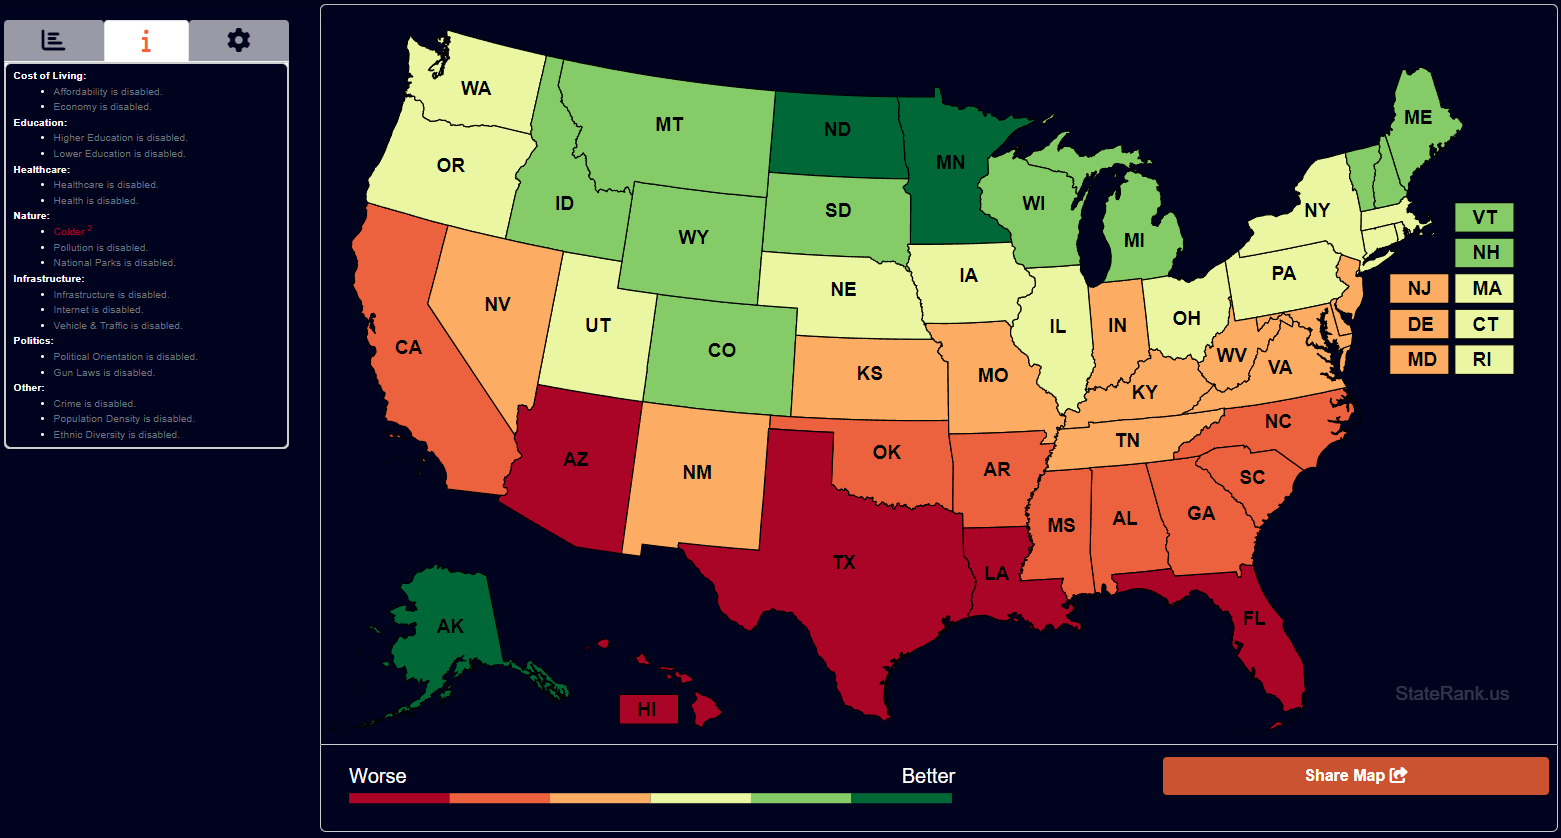 i
Cost of Living:
Affordability is disabled.
Economy is disabled.
Education:
Higher Education is disabled.
Lower Education is disabled.
Healthcare:
Healthcare is disabled.
Health is disabled.
Nature:
Colder 2
Pollution is disabled.
National Parks is disabled.
Infrastructure:
Infrastructure is disabled.
Internet is disabled.
Vehicle & Traffic is disabled.
Politics:
Political Orientation is disabled.
Gun Laws is disabled.
Other:
Crime is disabled.
Population Density is disabled.
Ethnic Diversity is disabled.
WA
MT
ND
MN
ME
OR
ID
WY
SD
WI
MI
NY
VT
NH
NV
UT
NE
IA
PA
NJ
MA
CA
CO
KS
MO
IL
IN
OH
WV
VA
KY
DE
CT
MD
RI
AZ
NM
OK
AR
TN
NC
SC
MS
AL
GA
TX
LA
FL
AK
HI
StateRank.us
Worse
Better
Share Map